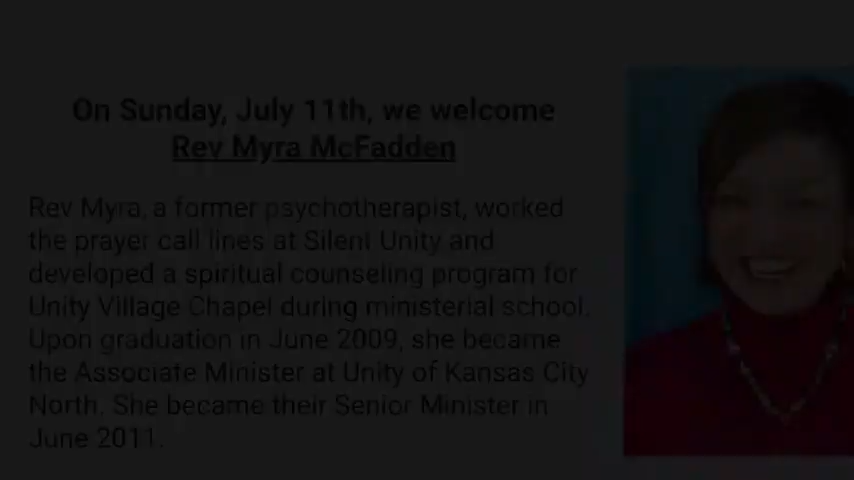 On Sunday, July 11th, we welcome
Rev Myra McFadden
Rev Myra, a former psychotherapist, worked
the prayer call lines at Silent Unity and
developed a spiritual counseling program for
Unity Village Chapel during ministerial school.
Upon graduation in June 2009, she became
the Associate Minister at Unity of Kansas City
North. She became their Senior Minister in
June 2011.